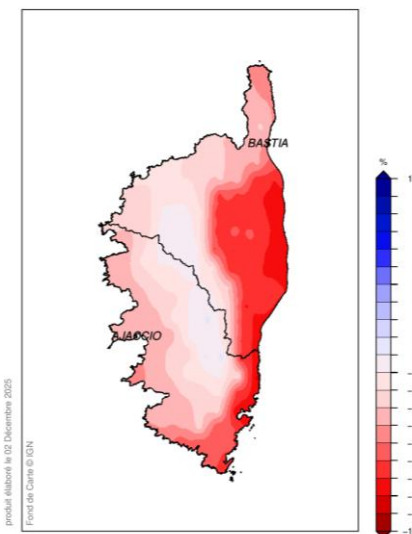 BASTIA
%
1
AJACCIO
-1
produit élaboré le 02 Décembre 2025
Fond de Carte © IGN